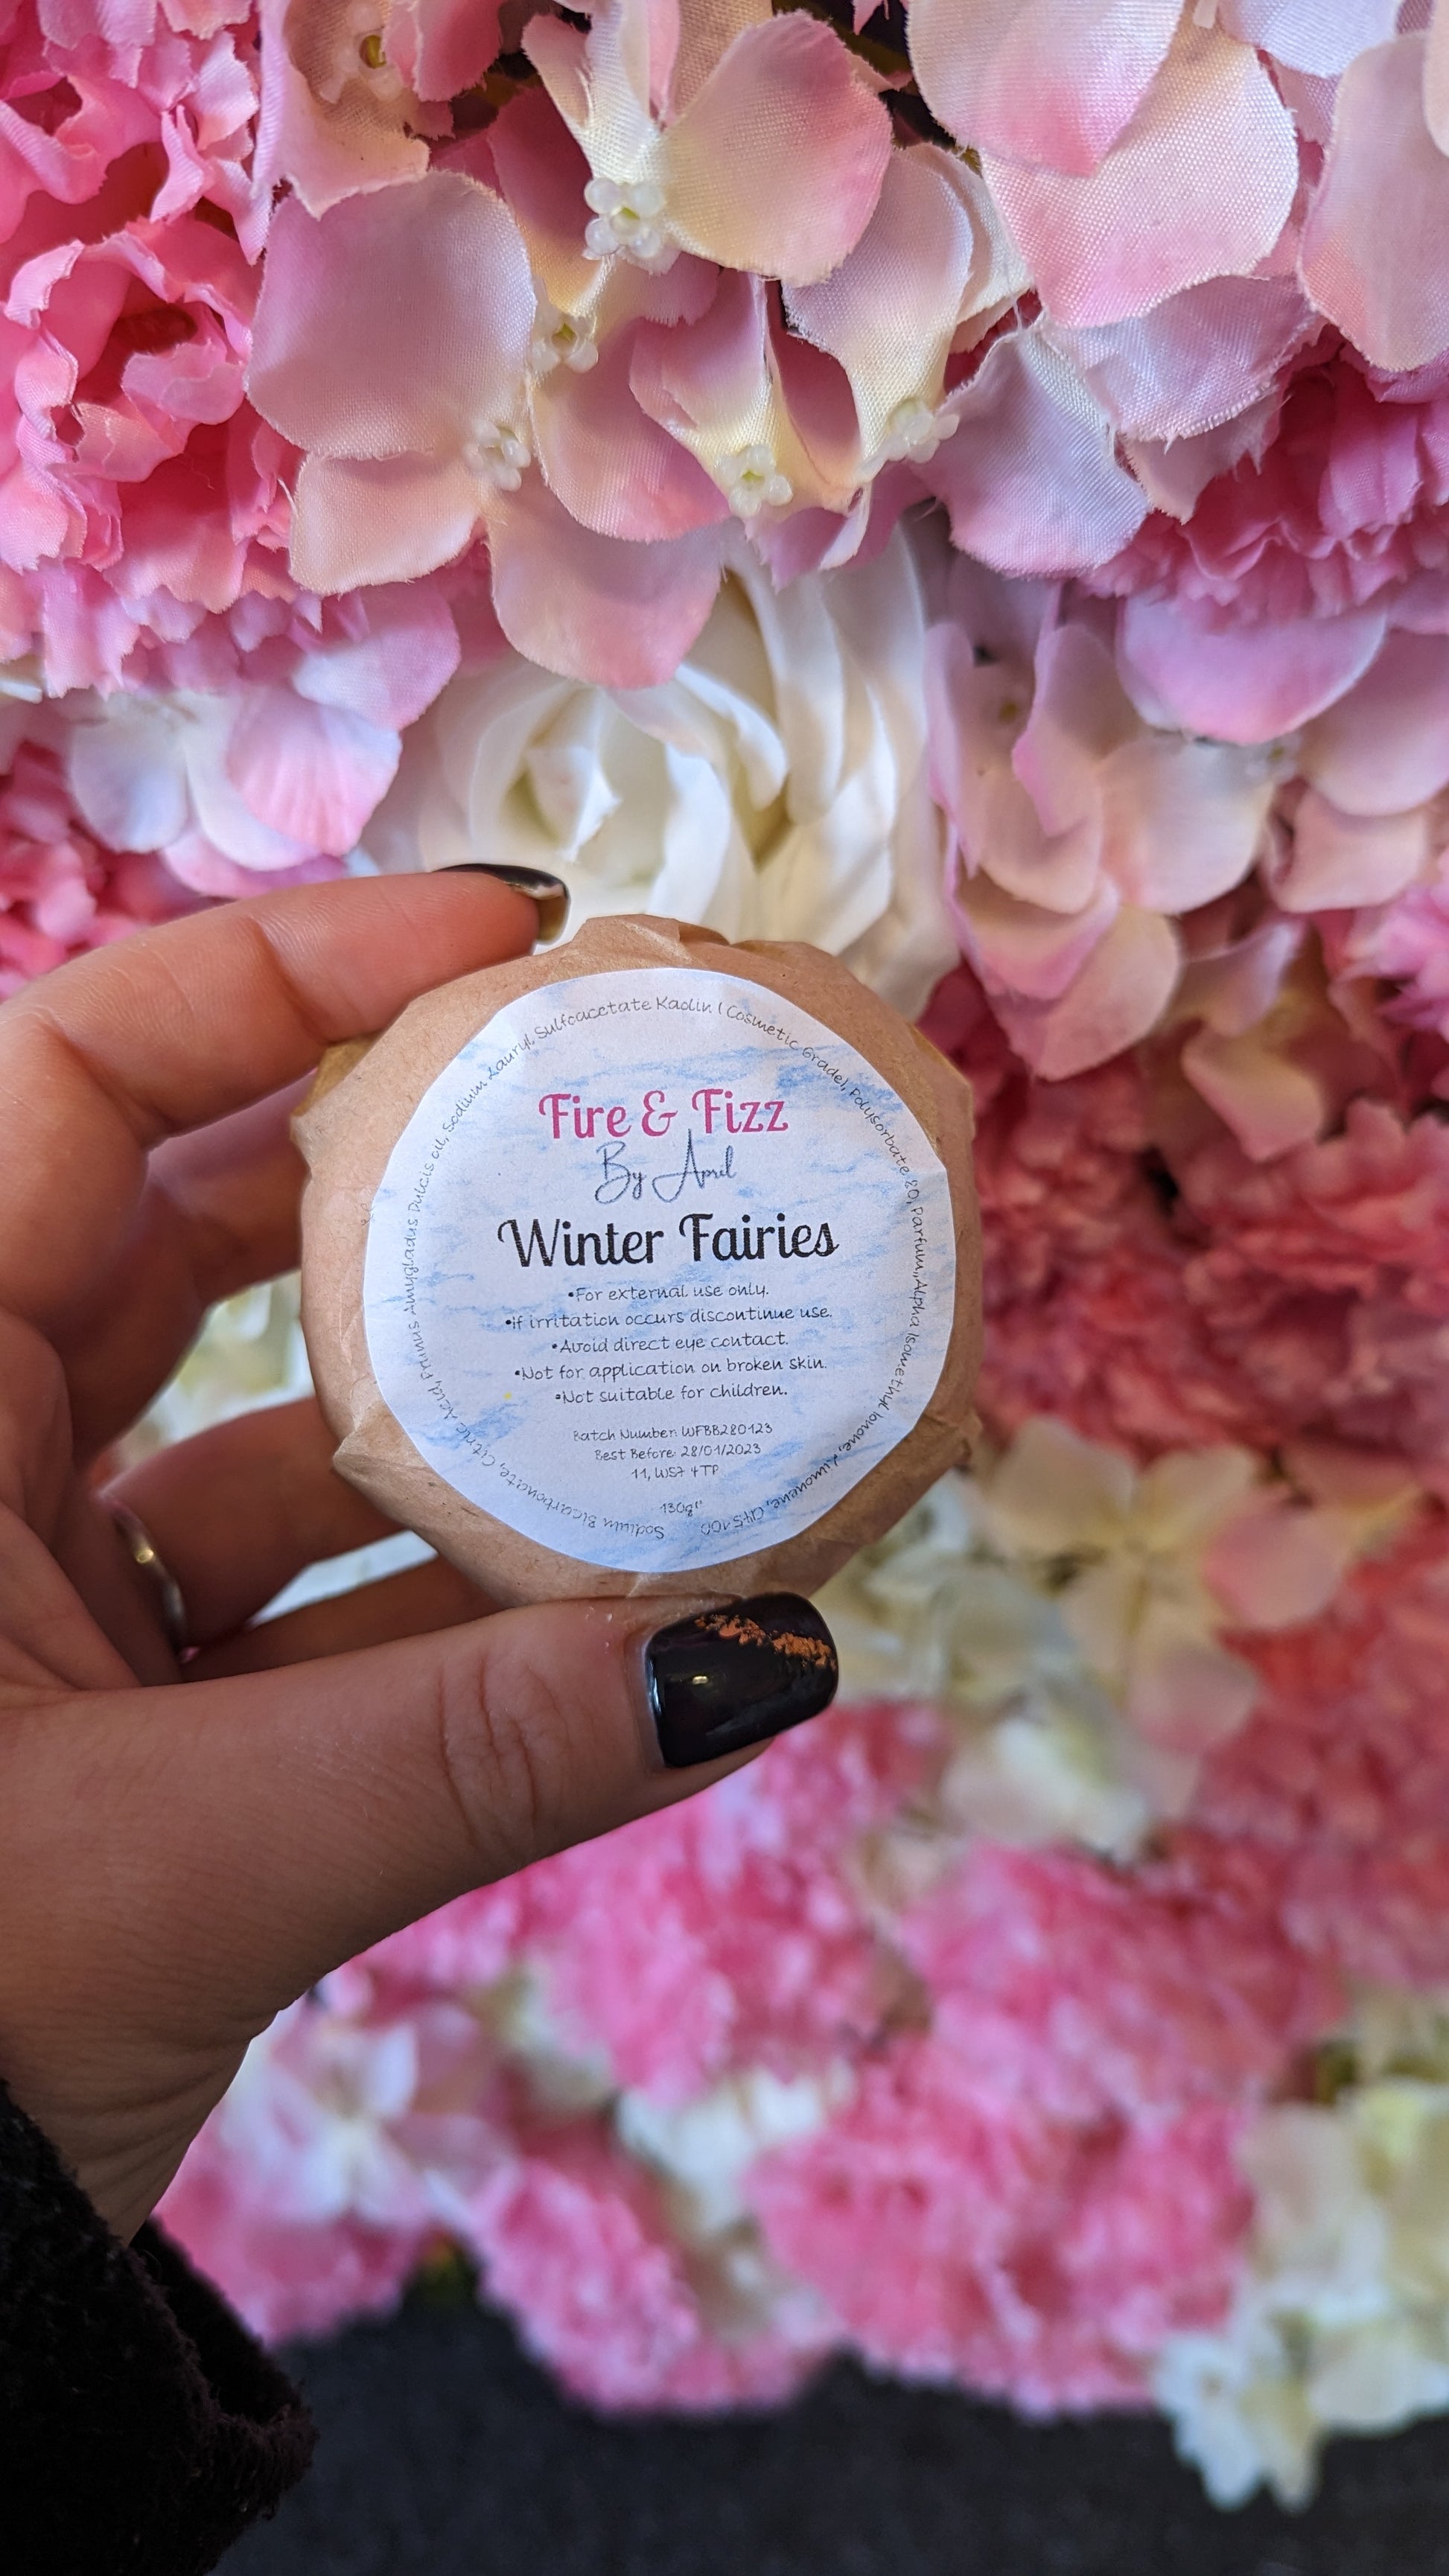 Fire & Fizz
By April
Winter Fairies
•For external use only.
•If irritation occurs discontinue use.
•Avoid direct eye contact.
•Not for application on broken skin.
•Not suitable for children.
Batch Number: WFBB280123
Best Before: 28/01/2023
11, WS7 4TP
130g"
Sodium Bicarbonate, Citric Acid, Prunus Amygladus Dulcis oil, Sodium Lauryl Sulfoacetate Kaolin ( Cosmetic Grade), Polysorbate 80, Parfum,,Alpha Isomethyl Ionone, Limonene, CI45100